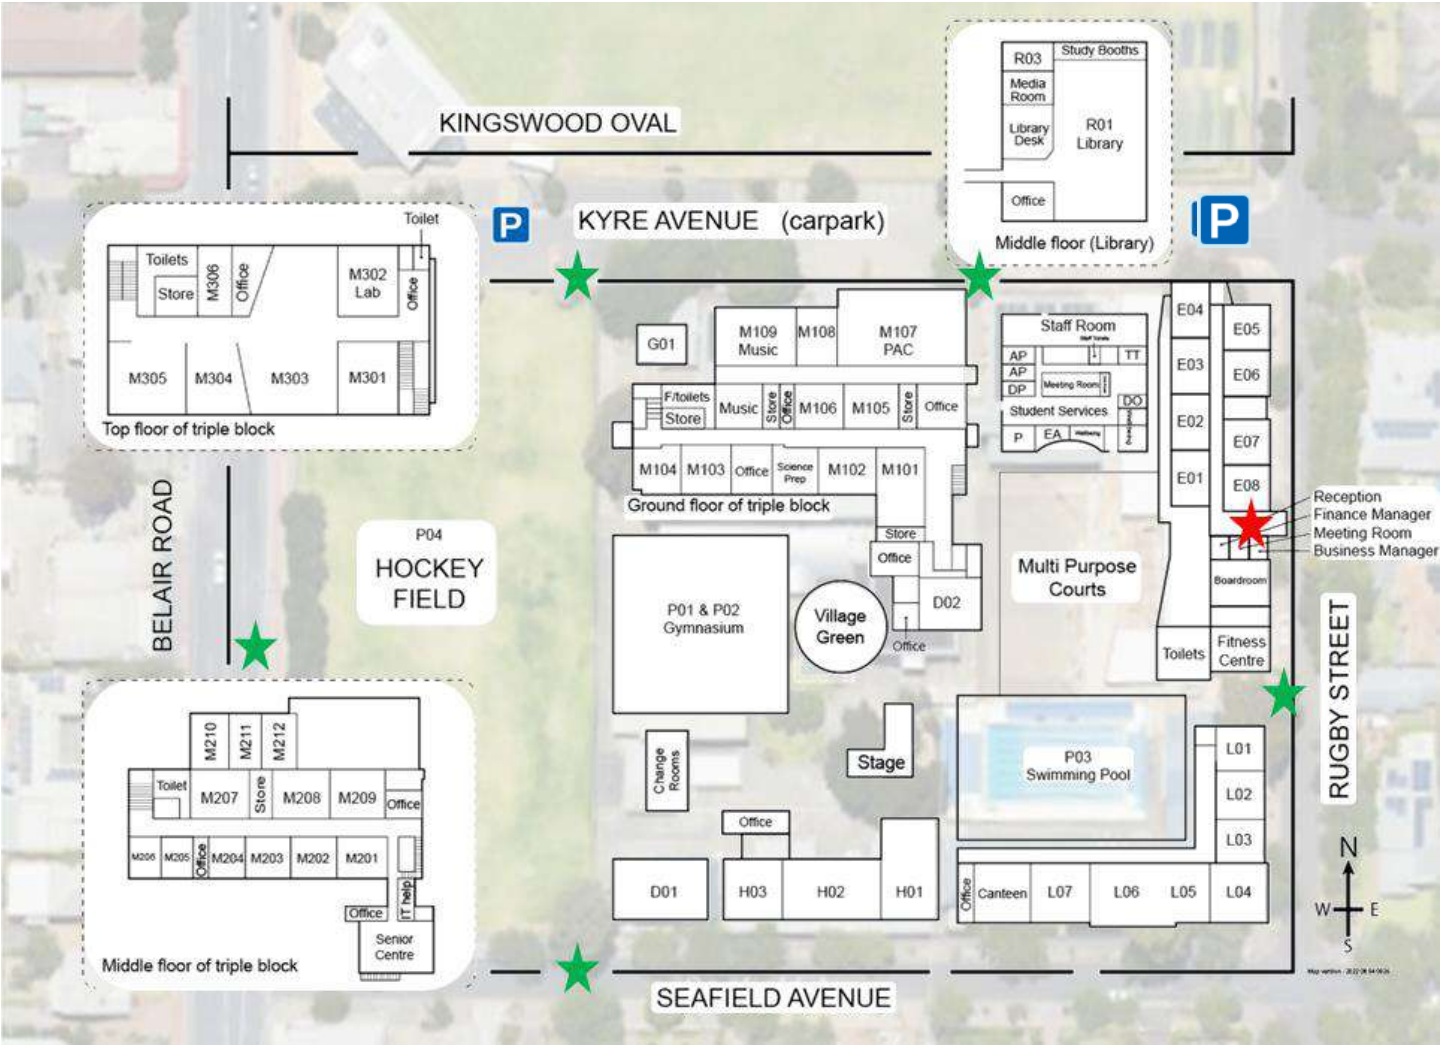 KINGSWOOD OVAL
R03
Study Booths
Media
Room
Library
Desk
R01
Library
Office
Middle floor (Library)
P
KYRE AVENUE (carpark)
P
Toilet
Toilets
Store
M306
Office
M302
Lab
Office
M305
M304
M303
M301
Top floor of triple block
G01
M109
Music
M108
M107
PAC
F/toilets
Store
Music
Store
Office
M106
M105
Store
Office
M104
M103
Office
Science
Prep
M102
M101
Ground floor of triple block
Store
Office
D02
Office
Staff Room
Staff Toilets
AP
AP
DP
TT
Meeting Room
Student Services
DO
P
EA
Wellbeing
E04
E03
E02
E01
E05
E06
E07
E08
Reception
Finance Manager
Meeting Room
Business Manager
Boardroom
Toilets
Fitness
Centre
BELAIR ROAD
P04
HOCKEY
FIELD
P01 & P02
Gymnasium
Village
Green
Multi Purpose
Courts
RUGBY STREET
M210
M211
M212
Toilet
M207
Store
M208
M209
Office
M206
M205
Office
M204
M203
M202
M201
IT help
Office
Senior
Centre
Middle floor of triple block
Change
Rooms
Stage
P03
Swimming Pool
L01
L02
L03
Office
D01
H03
H02
H01
Office
Canteen
L07
L06
L05
L04
N
W
E
S
SEAFIELD AVENUE